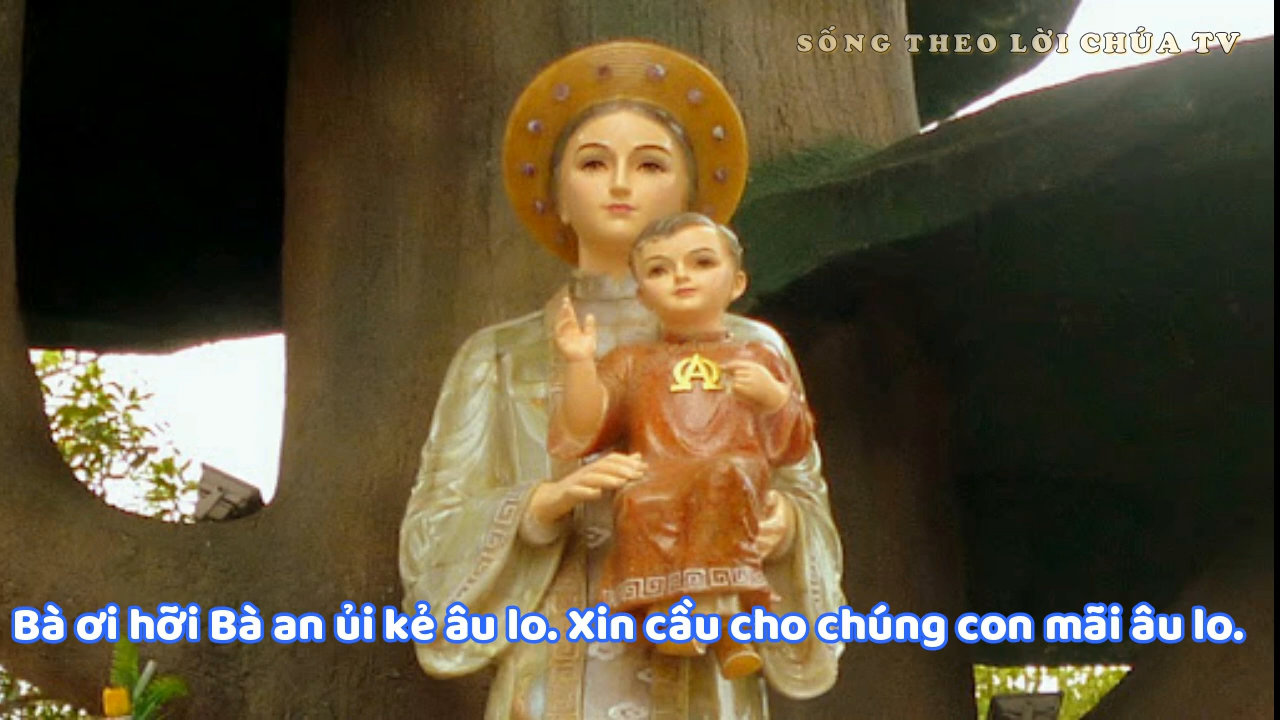 SỐNG THEO LỜI CHÚA TV
Bà ơi hỡi Bà an ủi kẻ âu lo. Xin cầu cho chúng con mãi âu lo.